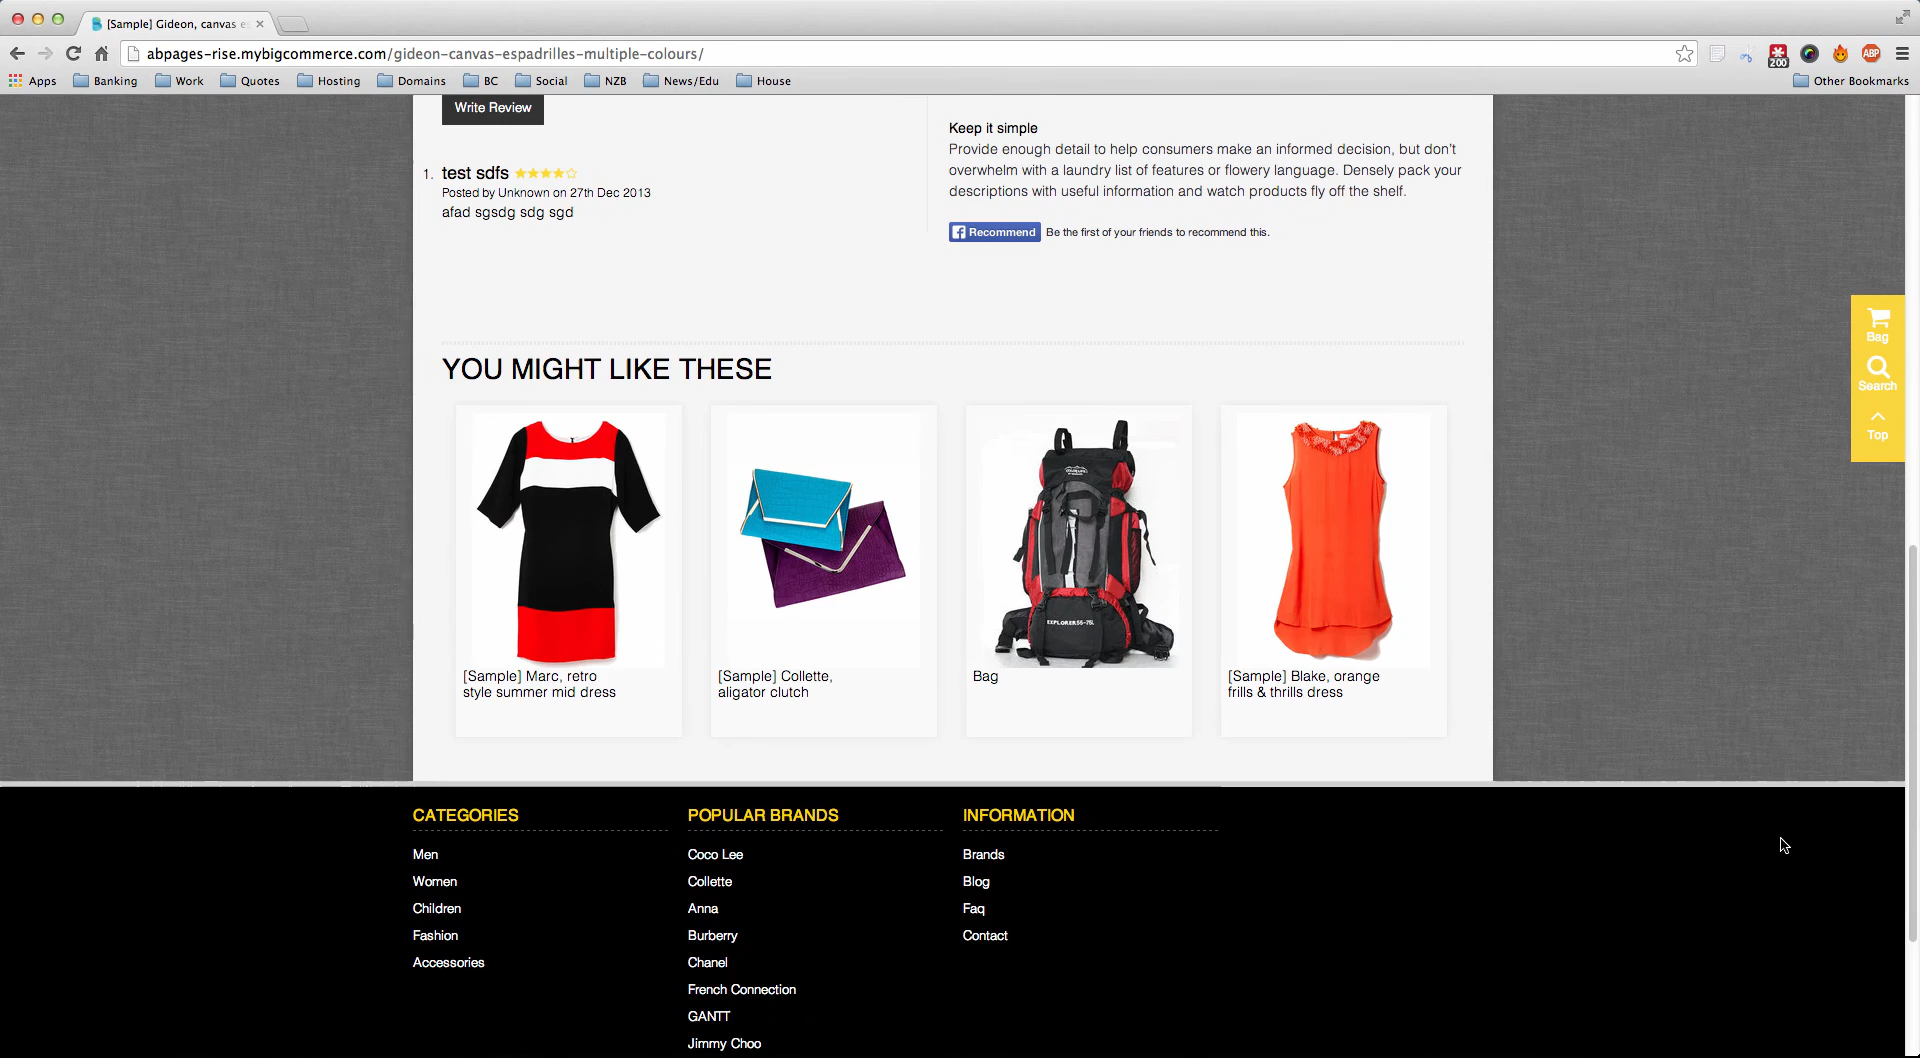 [Sample] Gideon, canvas e
abpages-rise.mybigcommerce.com/gideon-canvas-espadrilles-multiple-colours/
200
ABP
Apps
Banking
Work
Quotes
Hosting
Domains
BC
Social
NZB
News/Edu
House
Other Bookmarks
Write Review
1. test sdfs
Posted by Unknown on 27th Dec 2013
afad sgsdg sdg sgd
Keep it simple
Provide enough detail to help consumers make an informed decision, but don't
overwhelm with a laundry list of features or flowery language. Densely pack your
descriptions with useful information and watch products fly off the shelf.
Recommend
Be the first of your friends to recommend this.
Bag
Search
Top
YOU MIGHT LIKE THESE
EXPLORER55-75L
[Sample] Marc, retro
style summer mid dress
[Sample] Collette,
aligator clutch
Bag
[Sample] Blake, orange
frills & thrills dress
CATEGORIES
Men
Women
Children
Fashion
Accessories
POPULAR BRANDS
Coco Lee
Collette
Anna
Burberry
Chanel
French Connection
GANTT
Jimmy Choo
INFORMATION
Brands
Blog
Faq
Contact